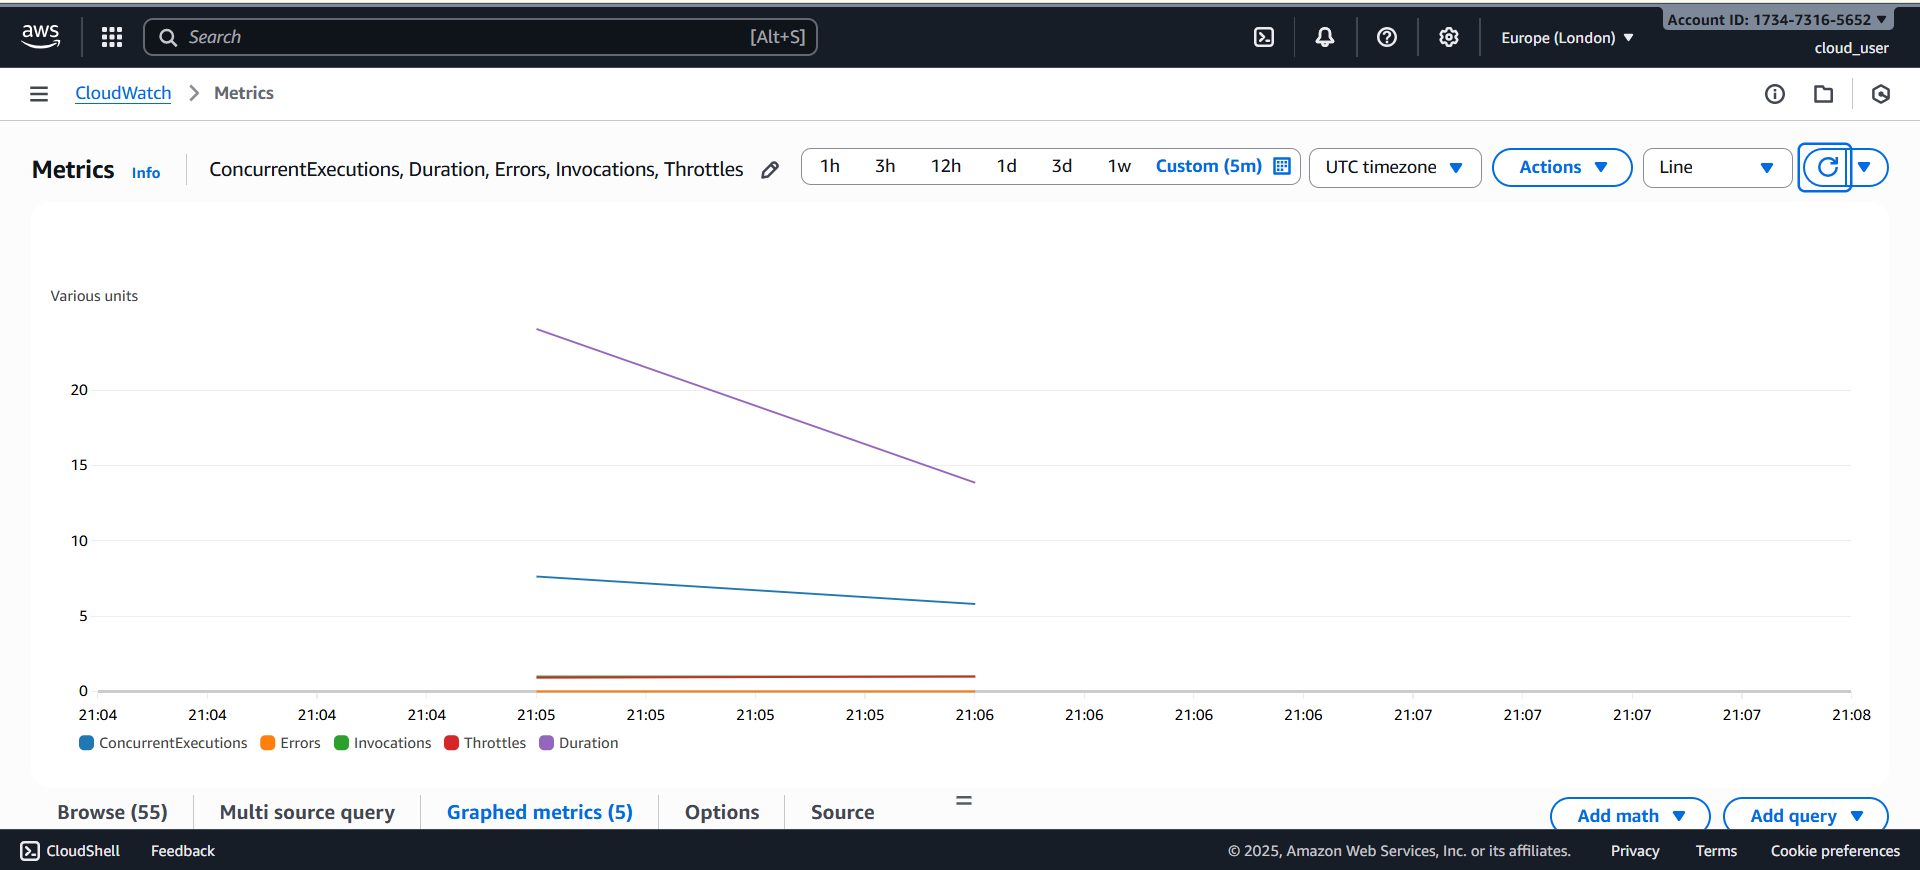 aws
Search [Alt+S]
Europe (London)
Account ID: 1734-7316-5652
cloud_user
CloudWatch
Metrics
Metrics Info
ConcurrentExecutions, Duration, Errors, Invocations, Throttles
1h 3h 12h 1d 3d 1w Custom (5m)
UTC timezone
Actions
Line
Various units
20
15
10
5
0
21:04 21:04 21:04 21:04 21:05 21:05 21:05 21:05 21:06 21:06 21:06 21:06 21:07 21:07 21:07 21:07 21:08
ConcurrentExecutions Errors Invocations Throttles Duration
Browse (55) Multi source query Graphed metrics (5) Options Source
Add math Add query
CloudShell Feedback
© 2025, Amazon Web Services, Inc. or its affiliates. Privacy Terms Cookie preferences